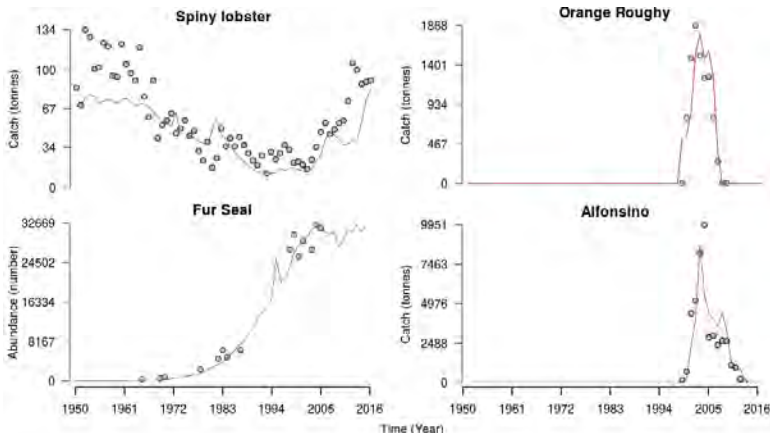 Spiny lobster
134
100
67
34
0
Catch (tonnes)
Orange Roughy
1868
1401
934
467
0
Catch (tonnes)
Fur Seal
32669
24502
16334
8167
0
Abundance (number)
1950 1961 1972 1983 1994 2005 2016
Alfonsino
9951
7463
4976
2488
0
Catch (tonnes)
1950 1961 1972 1983 1994 2005 2016
Time (Year)